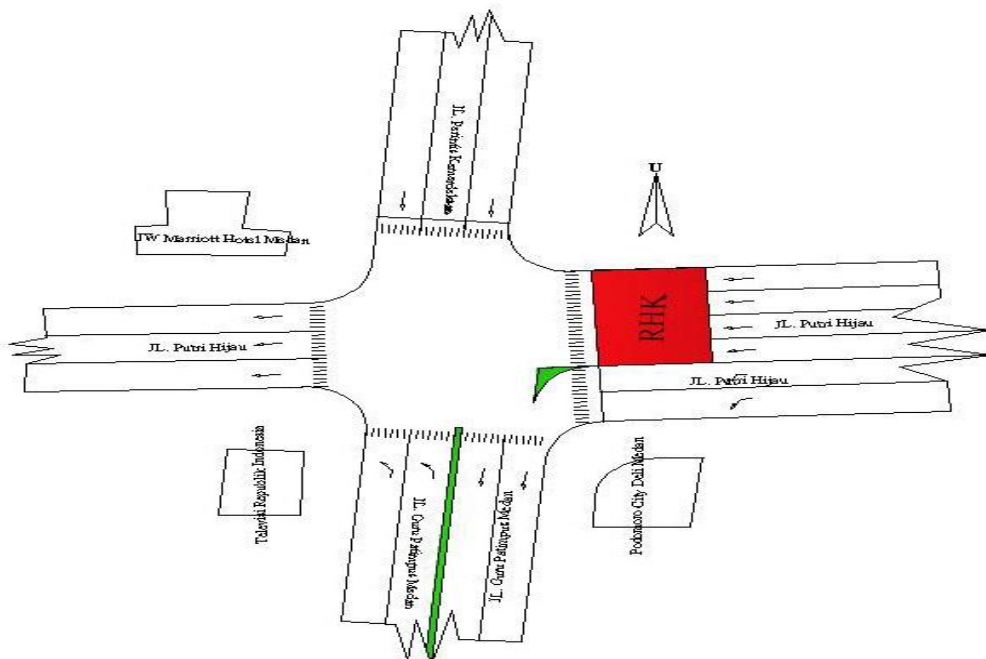 JL. Perintis Kemerdekaan
U
JW Marriott Hotel Medan
RHK
JL. Putri Hijau
JL. Putri Hijau
JL. Putri Hijau
Televisi Republik Indonesia
JL. Guru Patimpus Medan
JL. Guru Patimpus Medan
Podomoro City Deli Medan